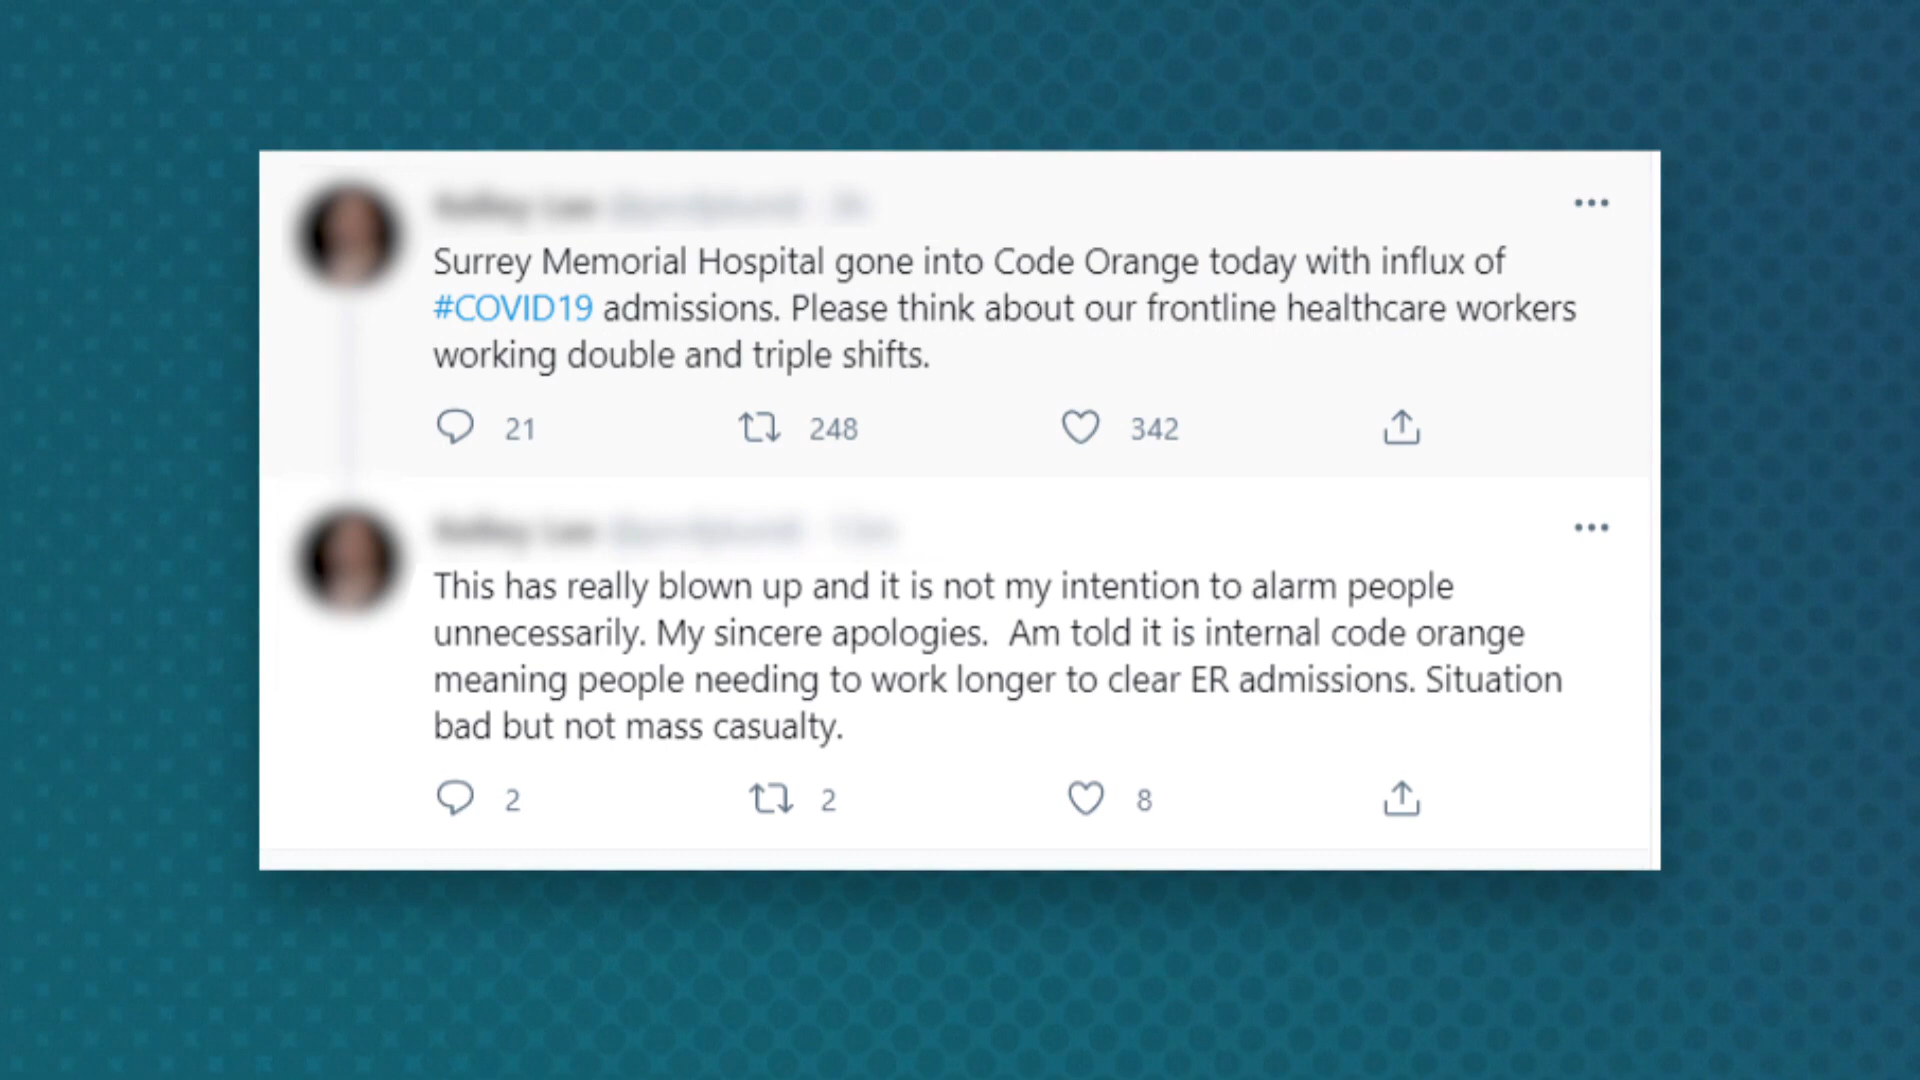 Surrey Memorial Hospital gone into Code Orange today with influx of
#COVID19 admissions. Please think about our frontline healthcare workers
working double and triple shifts.
21 248 342
This has really blown up and it is not my intention to alarm people
unnecessarily. My sincere apologies.  Am told it is internal code orange
meaning people needing to work longer to clear ER admissions. Situation
bad but not mass casualty.
2 2 8